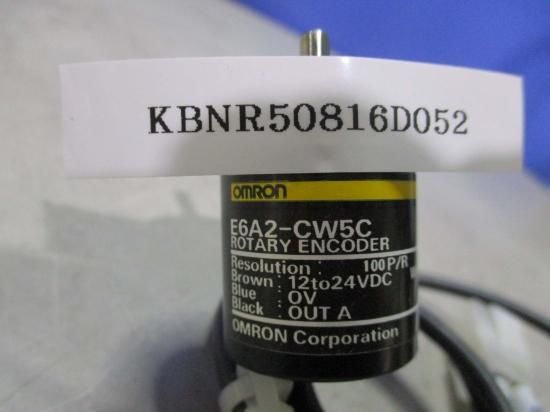 KBNR50816D052
OMRON
E6A2-CW5C
ROTARY ENCODER
Resolution : 100P/R
Brown : 12to24VDC
Blue : 0V
Black : OUT A
OMRON Corporation